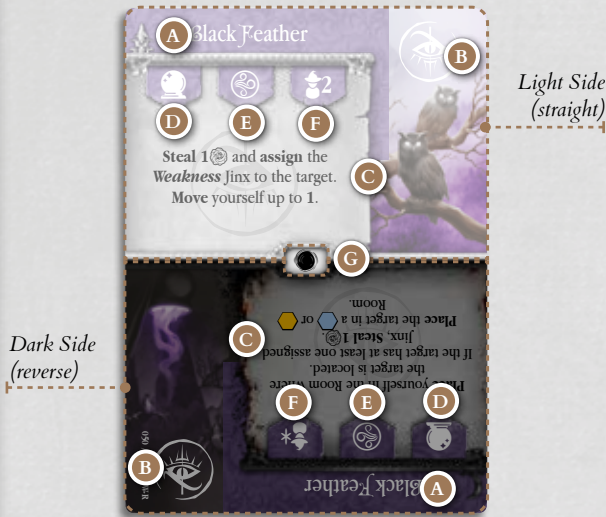 A
Black Feather
B
2
D
E
F
Steal 1 and assign the
Weakness Jinx to the target.
Move yourself up to 1.
C
Light Side
(straight)
G
Dark Side
(reverse)
Black Feather
A
D
E
F
*
Place yourself in the Room where
the target is located.
If the target has at least one assigned
Jinx, Steal 1.
Place the target in a or
Room.
C
B
050